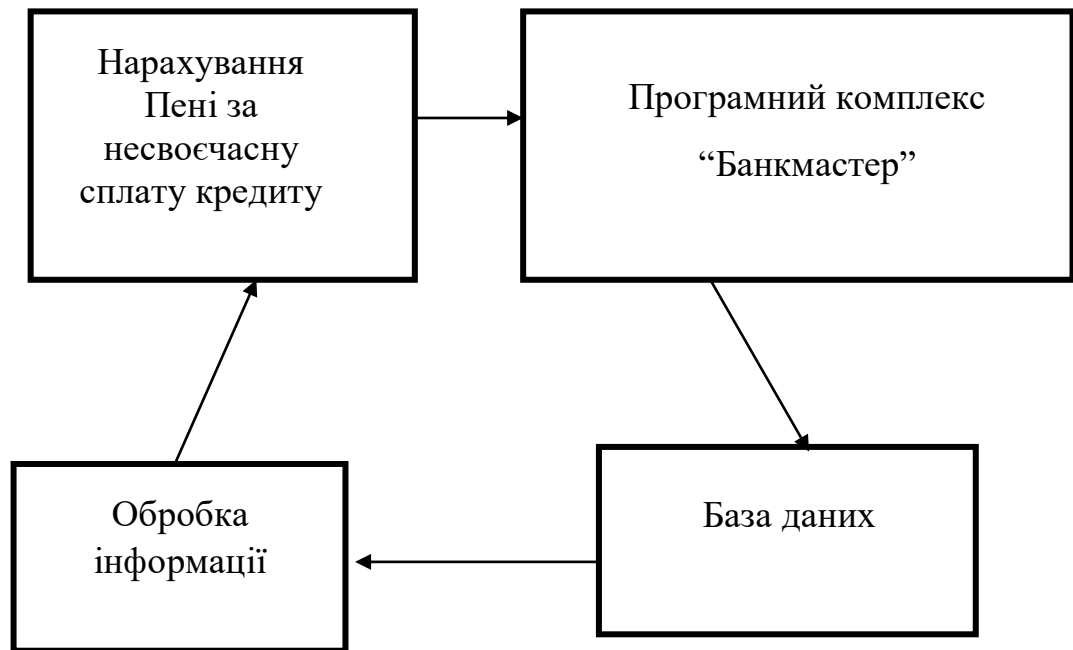 Нарахування
Пені за
несвоєчасну
сплату кредиту
Програмний комплекс
“Банкмастер”
База даних
Обробка
інформації